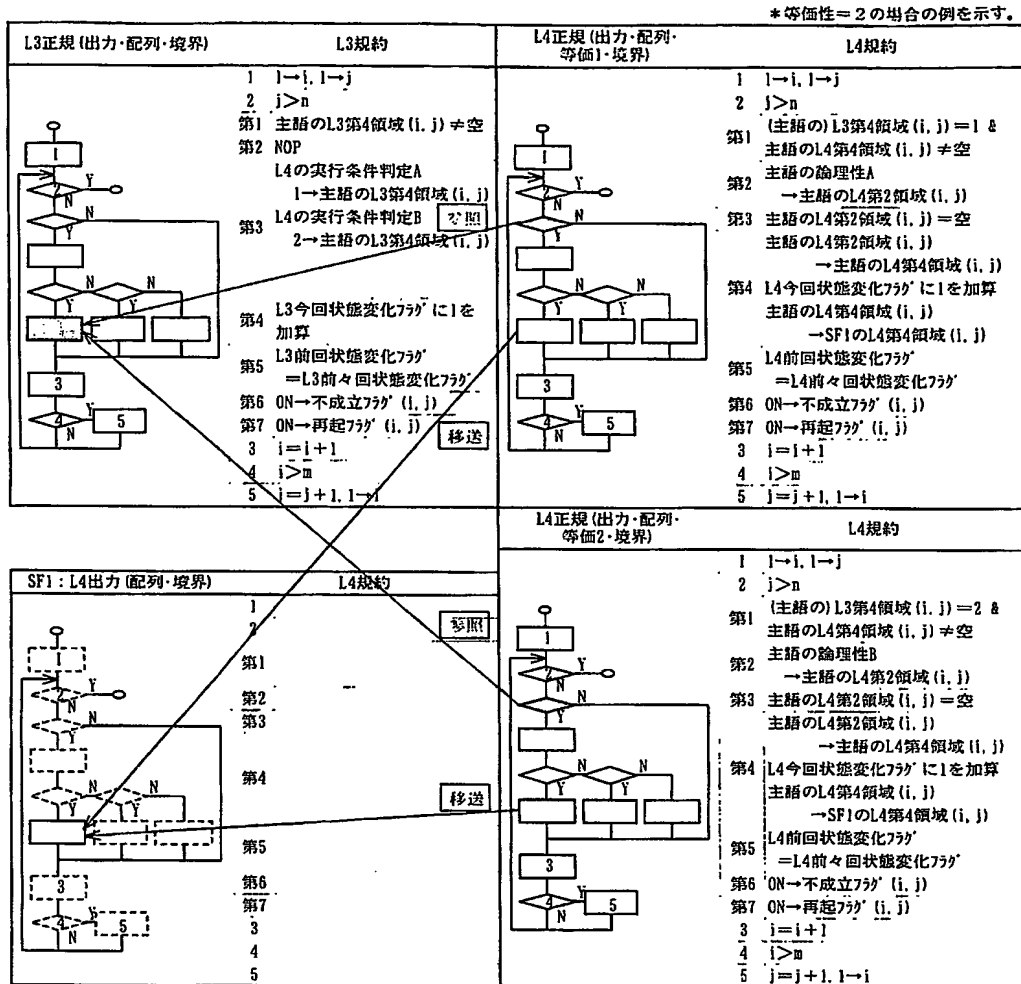 ＊等価性＝２の場合の例を示す。
L3正規(出力･配列･境界)
L3規約
1 1→i, 1→j
2 j＞n
第1 主語のL3第4領域(i, j)≠空
第2 NOP
L4の実行条件判定A
1→主語のL3第4領域(i, j)
第3 L4の実行条件判定B
2→主語のL3第4領域(i, j)
第4 L3今回状態変化ﾌﾗｸﾞに1を
加算
第5 L3前回状態変化ﾌﾗｸﾞ
＝L3前々回状態変化ﾌﾗｸﾞ
第6 ON→不成立ﾌﾗｸﾞ(i, j)
第7 ON→再起ﾌﾗｸﾞ(i, j)
3 i＝i＋1
4 i＞m
5 j＝j＋1, 1→i
1
2
Y
N
N
Y
N
N
Y
Y
3
4
Y
5
N
参照
移送
L4正規(出力･配列･
等価1･境界)
L4規約
1 1→i, 1→j
2 j＞n
第1 (主語の)L3第4領域(i, j)＝1 &
主語のL4第4領域(i, j)≠空
第2 主語の論理性A
→主語のL4第2領域(i, j)
第3 主語のL4第2領域(i, j)＝空
主語のL4第2領域(i, j)
→主語のL4第4領域(i, j)
第4 L4今回状態変化ﾌﾗｸﾞに1を加算
主語のL4第4領域(i, j)
→SF1のL4第4領域(i, j)
第5 L4前回状態変化ﾌﾗｸﾞ
＝L4前々回状態変化ﾌﾗｸﾞ
第6 ON→不成立ﾌﾗｸﾞ(i, j)
第7 ON→再起ﾌﾗｸﾞ(i, j)
3 i＝i＋1
4 i＞m
5 j＝j＋1, 1→i
1
2
Y
N
N
Y
N
N
Y
Y
3
4
Y
5
N
SF1：L4出力(配列･境界)
L4規約
1
2
第1
第2
第3
第4
第5
第6
第7
3
4
5
1
2
Y
N
N
Y
N
N
Y
Y
3
4
Y
5
N
参照
移送
L4正規(出力･配列･
等価2･境界)
L4規約
1 1→i, 1→j
2 j＞n
第1 (主語の)L3第4領域(i, j)＝2 &
主語のL4第4領域(i, j)≠空
第2 主語の論理性B
→主語のL4第2領域(i, j)
第3 主語のL4第2領域(i, j)＝空
主語のL4第2領域(i, j)
→主語のL4第4領域(i, j)
第4 L4今回状態変化ﾌﾗｸﾞに1を加算
主語のL4第4領域(i, j)
→SF1のL4第4領域(i, j)
第5 L4前回状態変化ﾌﾗｸﾞ
＝L4前々回状態変化ﾌﾗｸﾞ
第6 ON→不成立ﾌﾗｸﾞ(i, j)
第7 ON→再起ﾌﾗｸﾞ(i, j)
3 i＝i＋1
4 i＞m
5 j＝j＋1, 1→i
1
2
Y
N
N
Y
N
N
Y
Y
3
4
Y
5
N